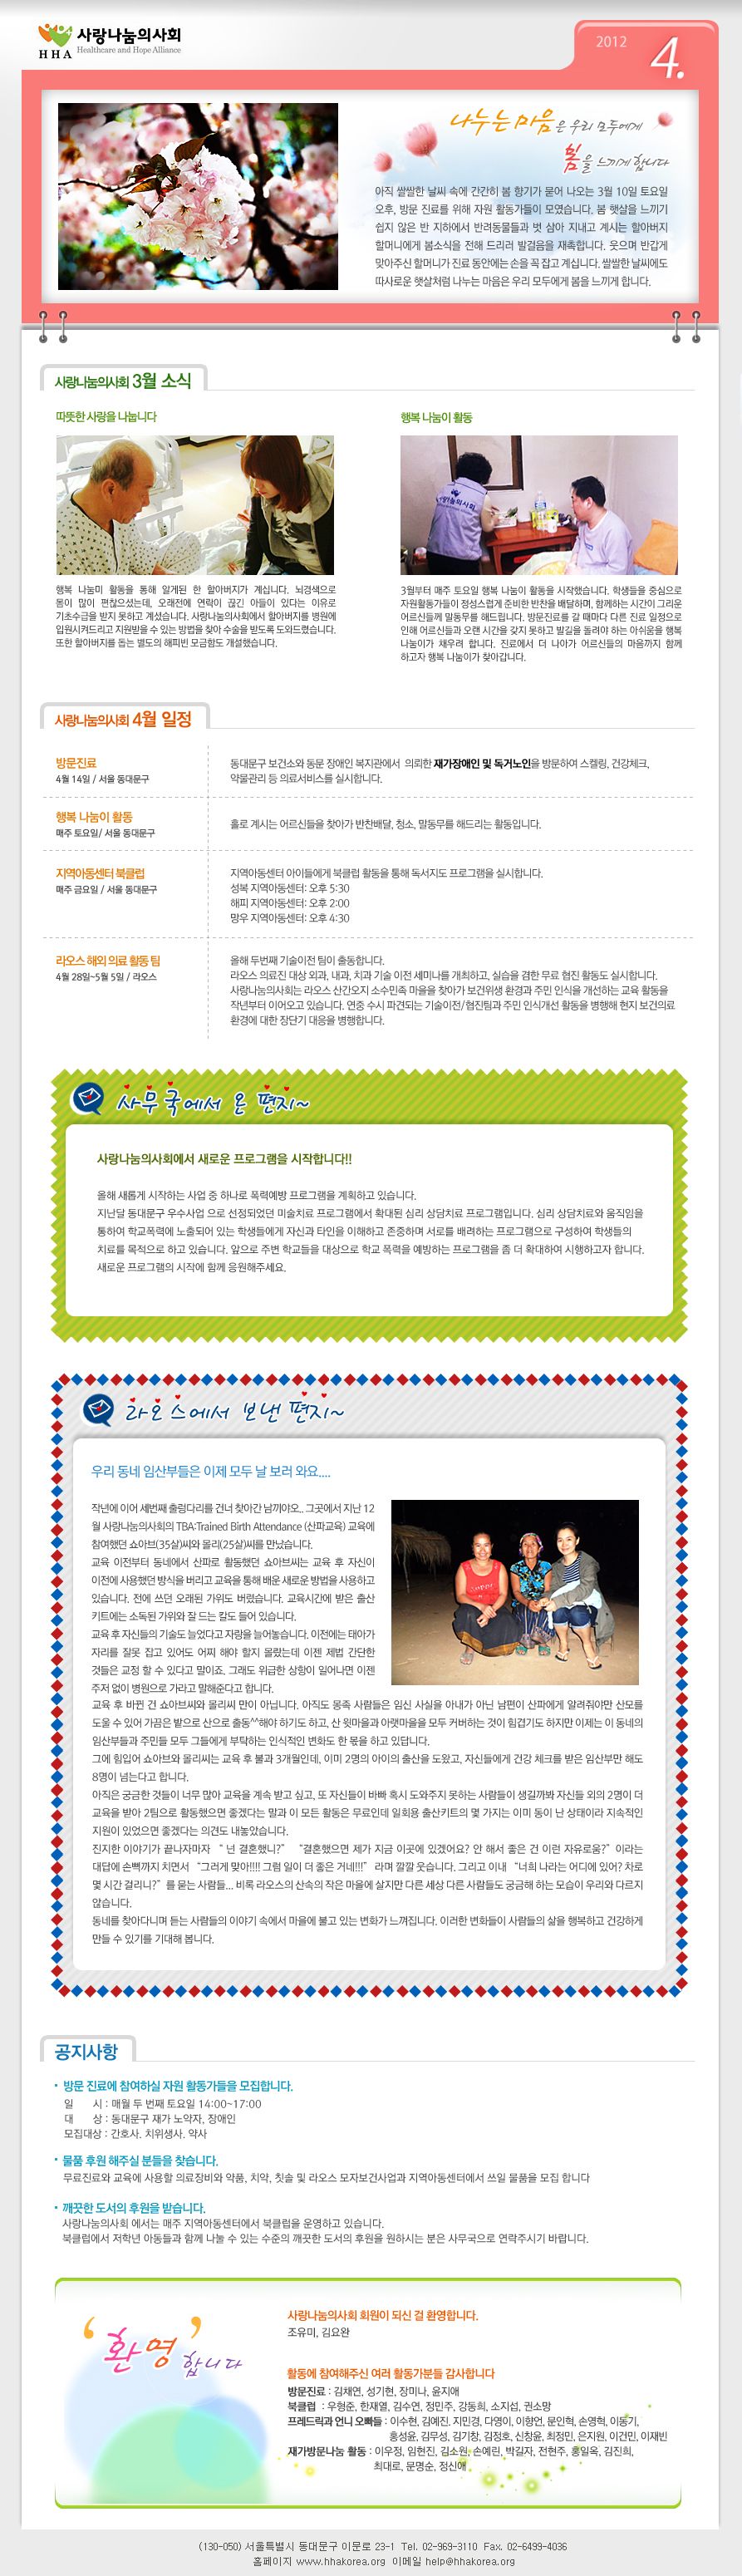 사랑나눔의사회
HHA Healthcare and Hope Alliance
2012 4.
나누는 마음은 우리 모두에게
봄을 느끼게 합니다
아직 쌀쌀한 날씨 속에 간간히 봄 향기가 묻어 나오는 3월 10일 토요일
오후, 방문 진료를 위해 자원 활동가들이 모였습니다. 봄 햇살을 느끼기
쉽지 않은 반 지하에서 반려동물들과 벗 삼아 지내고 계시는 할아버지
할머니에게 봄소식을 전해 드리러 발걸음을 재촉합니다. 웃으며 반갑게
맞아주신 할머니가 진료 동안에는 손을 꼭 잡고 계십니다. 쌀쌀한 날씨에도
따사로운 햇살처럼 나누는 마음은 우리 모두에게 봄을 느끼게 합니다.
사랑나눔의사회 3월 소식
따뜻한 사랑을 나눕니다
행복 나눔미 활동을 통해 알게된 한 할아버지가 계십니다. 뇌경색으로
몸이 많이 편찮으셨는데, 오래전에 연락이 끊긴 아들이 있다는 이유로
기초수급을 받지 못하고 계셨습니다. 사랑나눔의사회에서 할아버지를 병원에
입원시켜드리고 지원받을 수 있는 방법을 찾아 수술을 받도록 도와드렸습니다.
또한 할아버지를 돕는 별도의 해피빈 모금함도 개설했습니다.
행복 나눔이 활동
3월부터 매주 토요일 행복 나눔이 활동을 시작했습니다. 학생들을 중심으로
자원활동가들이 정성스럽게 준비한 반찬을 배달하며, 함께하는 시간이 그리운
어르신들께 말동무를 해드립니다. 방문진료를 갈 때마다 다른 진료 일정으로
인해 어르신들과 오랜 시간을 갖지 못하고 발길을 돌려야 하는 아쉬움을 행복
나눔이가 채우려 합니다. 진료에서 더 나아가 어르신들의 마음까지 함께
하고자 행복 나눔이가 찾아갑니다.
사랑나눔의사회 4월 일정
방문진료
4월 14일 / 서울 동대문구
동대문구 보건소와 동문 장애인 복지관에서 의뢰한 재가장애인 및 독거노인을 방문하여 스켈링, 건강체크,
약물관리 등 의료서비스를 실시합니다.
행복 나눔이 활동
매주 토요일/ 서울 동대문구
홀로 계시는 어르신들을 찾아가 반찬배달, 청소, 말동무를 해드리는 활동입니다.
지역아동센터 북클럽
매주 금요일 / 서울 동대문구
지역아동센터 아이들에게 북클럽 활동을 통해 독서지도 프로그램을 실시합니다.
성복 지역아동센터: 오후 5:30
해피 지역아동센터: 오후 2:00
망우 지역아동센터: 오후 4:30
라오스 해외 의료 활동 팀
4월 28일~5월 5일 / 라오스
올해 두번째 기술이전 팀이 출동합니다.
라오스 의료진 대상 외과, 내과, 치과 기술 이전 세미나를 개최하고, 실습을 겸한 무료 협진 활동도 실시합니다.
사랑나눔의사회는 라오스 산간오지 소수민족 마을을 찾아가 보건위생 환경과 주민 인식을 개선하는 교육 활동을
작년부터 이어오고 있습니다. 연중 수시 파견되는 기술이전/협진팀과 주민 인식개선 활동을 병행해 현지 보건의료
환경에 대한 장단기 대응을 병행합니다.
사무국에서 온 편지~
사랑나눔의사회에서 새로운 프로그램을 시작합니다!!
올해 새롭게 시작하는 사업 중 하나로 폭력예방 프로그램을 계획하고 있습니다.
지난달 동대문구 우수사업 으로 선정되었던 미술치료 프로그램에서 확대된 심리 상담치료 프로그램입니다. 심리 상담치료와 움직임을
통하여 학교폭력에 노출되어 있는 학생들에게 자신과 타인을 이해하고 존중하며 서로를 배려하는 프로그램으로 구성하여 학생들의
치료를 목적으로 하고 있습니다. 앞으로 주변 학교들을 대상으로 학교 폭력을 예방하는 프로그램을 좀 더 확대하여 시행하고자 합니다.
새로운 프로그램의 시작에 함께 응원해주세요.
라오스에서 보낸 편지~
우리 동네 임산부들은 이제 모두 날 보러 와요....
작년에 이어 세번째 출렁다리를 건너 찾아간 남까야오.. 그곳에서 지난 12
월 사랑나눔의사회의 TBA:Trained Birth Attendance (산파교육) 교육에
참여했던 쇼아브(35살)씨와 몰리(25살)씨를 만났습니다.
교육 이전부터 동네에서 산파로 활동했던 쇼아브씨는 교육 후 자신이
이전에 사용했던 방식을 버리고 교육을 통해 배운 새로운 방법을 사용하고
있습니다. 전에 쓰던 오래된 가위도 버렸습니다. 교육시간에 받은 출산
키트에는 소독된 가위와 잘 드는 칼도 들어 있습니다.
교육 후 자신들의 기술도 늘었다고 자랑을 늘어놓습니다. 이전에는 태아가
자리를 잘못 잡고 있어도 어찌 해야 할지 몰랐는데 이젠 제법 간단한
것들은 교정 할 수 있다고 말이죠. 그래도 위급한 상항이 일어나면 이젠
주저 없이 병원으로 가라고 말해준다고 합니다.
교육 후 바뀐 건 쇼아브씨와 몰리씨 만이 아닙니다. 아직도 몽족 사람들은 임신 사실을 아내가 아닌 남편이 산파에게 알려줘야만 산모를
도울 수 있어 가끔은 밭으로 산으로 출동^^해야 하기도 하고, 산 윗마을과 아랫마을을 모두 커버하는 것이 힘겹기도 하지만 이제는 이 동네의
임산부들과 주민들 모두 그들에게 부탁하는 인식적인 변화도 한 몫을 하고 있답니다.
그에 힘입어 쇼아브와 몰리씨는 교육 후 불과 3개월인데, 이미 2명의 아이의 출산을 도왔고, 자신들에게 건강 체크를 받은 임산부만 해도
8명이 넘는다고 합니다.
아직은 궁금한 것들이 너무 많아 교육을 계속 받고 싶고, 또 자신들이 바빠 혹시 도와주지 못하는 사람들이 생길까봐 자신들 외의 2명이 더
교육을 받아 2팀으로 활동했으면 좋겠다는 말과 이 모든 활동은 무료인데 일회용 출산키트의 몇 가지는 이미 동이 난 상태이라 지속적인
지원이 있었으면 좋겠다는 의견도 내놓았습니다.
진지한 이야기가 끝나자마자 “ 넌 결혼했니?” “결혼했으면 제가 지금 이곳에 있겠어요? 안 해서 좋은 건 이런 자유로움?” 이라는
대답에 손뼉까지 치면서 “그러게 맞아!!!! 그럼 일이 더 좋은 거네!!!” 라며 깔깔 웃습니다. 그리고 이내 “너희 나라는 어디에 있어? 차로
몇 시간 걸리니?” 를 묻는 사람들... 비록 라오스의 산속의 작은 마을에 살지만 다른 세상 다른 사람들도 궁금해 하는 모습이 우리와 다르지
않습니다.
동네를 찾아다니며 듣는 사람들의 이야기 속에서 마을에 불고 있는 변화가 느껴집니다. 이러한 변화들이 사람들의 삶을 행복하고 건강하게
만들 수 있기를 기대해 봅니다.
공지사항
방문 진료에 참여하실 자원 활동가들을 모집합니다.
일 시 : 매월 두 번째 토요일 14:00~17:00
대 상 : 동대문구 재가 노약자, 장애인
모집대상 : 간호사, 치위생사, 약사
물품 후원 해주실 분들을 찾습니다.
무료진료와 교육에 사용할 의료장비와 약품, 치약, 칫솔 및 라오스 모자보건사업과 지역아동센터에서 쓰일 물품을 모집 합니다
깨끗한 도서의 후원을 받습니다.
사랑나눔의사회 에서는 매주 지역아동센터에서 북클럽을 운영하고 있습니다.
북클럽에서 저학년 아동들과 함께 나눌 수 있는 수준의 깨끗한 도서의 후원을 원하시는 분은 사무국으로 연락주시기 바랍니다.
‘환영’합니다
사랑나눔의사회 회원이 되신 걸 환영합니다.
조유미, 김요완
활동에 참여해주신 여러 활동가분들 감사합니다
방문진료 : 김채연, 성기현, 장미나, 윤지애
북클럽 : 우형준, 한재열, 김수연, 정민주, 강동희, 소지섭, 권소망
프레드릭과 언니 오빠들 : 이수현, 김예진, 지민경, 다영이, 이향언, 문인혁, 손영혁, 이동기,
홍성윤, 김무성, 김기창, 김정호, 신창윤, 최정민, 은지원, 이건민, 이재빈
재가방문나눔 활동 : 이우정, 임현진, 김소원, 손예린, 박길자, 전현주, 홍일옥, 김진희,
최대로, 문명순, 정신애
(130-050) 서울특별시 동대문구 이문로 23-1 Tel. 02-969-3110 Fax. 02-6499-4036
홈페이지 www.hhakorea.org 이메일 help@hhakorea.org